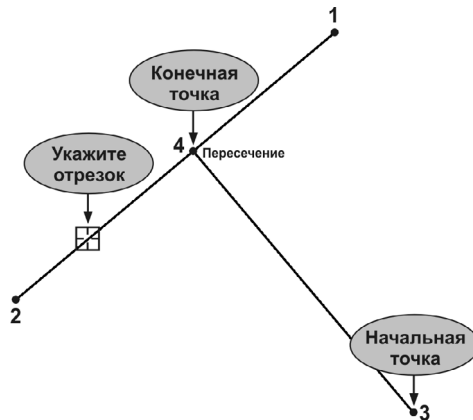 1
Конечная
точка
4 Пересечение
Укажите
отрезок
2
Начальная
точка
3